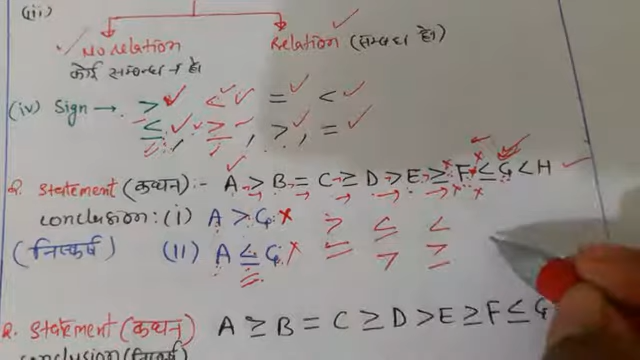 (iii)
No relation Relation (सम्बन्ध है)
कोई सम्बन्ध न हो
(iv) Sign → > < = <
≤, ≥, >, =
Q. Statement (कथन):- A > B = C ≥ D > E ≥ F ≤ G < H
Conclusion: (i) A > G × > ≤ <
(निष्कर्ष) (II) A ≤ G × = > ≥
Q. Statement (कथन) A ≥ B = C ≥ D > E ≥ F ≤ G